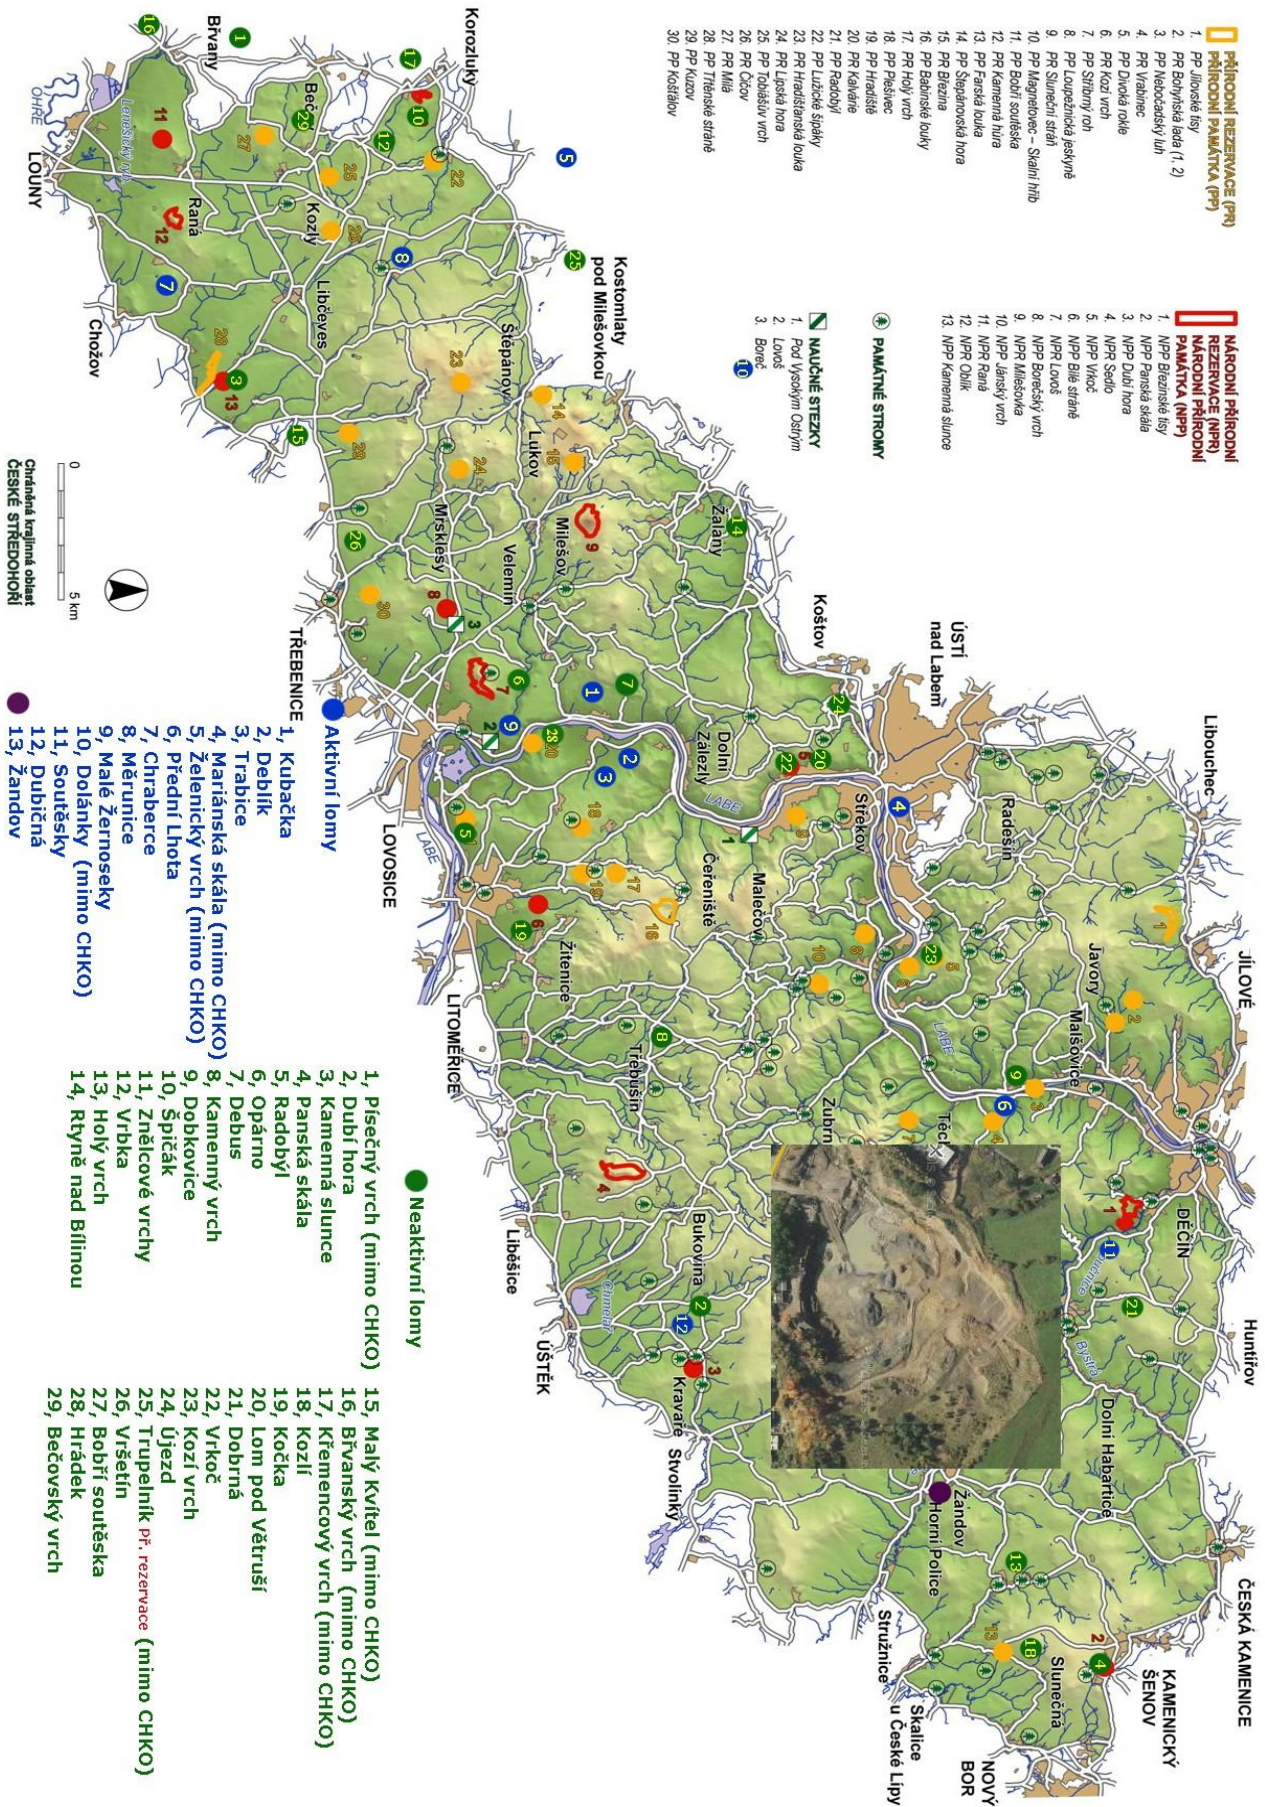 PŘÍRODNÍ REZERVACE (PR)
PŘÍRODNÍ PAMÁTKA (PP)
1. PP Jílovské tisy
2. PR Bohyňská lada (1, 2)
3. PP Nebočadský luh
4. PR Vrabinec
5. PP Divoká rokle
6. PR Kozí vrch
7. PP Stříbrný roh
8. PP Loupežnická jeskyně
9. PR Sluneční stráň
10. PP Magnetovec – Skalní hřib
11. PP Bobří soutěska
12. PR Kamenná hůra
13. PP Farská louka
14. PP Štěpánovská hora
15. PR Březina
16. PP Babinské louky
17. PR Holý vrch
18. PP Plešivec
19. PP Hradiště
20. PR Kalvárie
21. PP Radobýl
22. PP Lužické šipáky
23. PR Hradišťanská louka
24. PR Lipská hora
25. PP Tobiášův vrch
26. PR Číčov
27. PR Milá
28. PP Třtěnské stráně
29. PP Kuzov
30. PP Košťálov
NÁRODNÍ PŘÍRODNÍ
REZERVACE (NPR)
NÁRODNÍ PŘÍRODNÍ
PAMÁTKA (NPP)
1. NPP Březinské tisy
2. NPP Panská skála
3. NPP Dubí hora
4. NPR Sedlo
5. NPP Vrkoč
6. NPP Bílé stráně
7. NPR Lovoš
8. NPP Borečský vrch
9. NPR Milešovka
10. NPP Jánský vrch
11. NPR Raná
12. NPR Oblík
13. NPP Kamenná slunce
PAMÁTNÉ STROMY
NAUČNÉ STEZKY
1. Pod Vysokým Ostrým
2. Lovoš
3. Boreč
10
JÍLOVÉ
Libouchec
Huntířov
ČESKÁ KAMENICE
DĚČÍN
Javory
Malšovice
Radešín
ÚSTÍ
nad Labem
Dolní Habartice
KAMENICKÝ
ŠENOV
Slunečná
NOVÝ
BOR
Skalice
u České Lípy
Stružnice
Žandov
Horní Police
Bystrá
LABE
Střekov
Koštov
Dolní
Zálezly
LABE
Malečov
Čeřeniště
Zubrn
Těch
Bukovina
Třebušín
Žitenice
Kravaře
Stvolínky
ÚŠTĚK
Chmelař
Liběšice
LITOMĚŘICE
LOVOSICE
LABE
Žalany
Kostomlaty
pod Milešovkou
Lukov
Milešov
Štěpánov
Velemín
Mrsklesy
TŘEBENICE
Korozluky
Břvany
Bečov
Kozly
Libčeves
Raná
Chožov
LOUNY
OHŘE
0
5 km
Chráněná krajinná oblast
ČESKÉ STŘEDOHOŘÍ
Aktivní lomy
1, Kubačka
2, Deblík
3, Trabice
4, Mariánská skála (mimo CHKO)
5, Želenický vrch (mimo CHKO)
6, Přední Lhota
7, Chraberce
8, Měrunice
9, Malé Žernoseky
10, Dolánky (mimo CHKO)
11, Soutěsky
12, Dubičná
13, Žandov
Neaktivní lomy
1, Písečný vrch (mimo CHKO)
2, Dubí hora
3, Kamenná slunce
4, Panská skála
5, Radobýl
6, Opárno
7, Debus
8, Kamenný vrch
9, Dobkovice
10, Špičák
11, Znělcové vrchy
12, Vrbka
13, Holý vrch
14, Rtyně nad Bílinou
15, Malý Kvítel (mimo CHKO)
16, Břvanský vrch (mimo CHKO)
17, Křemencový vrch (mimo CHKO)
18, Kozlí
19, Kočka
20, Lom pod Větruší
21, Dobrná
22, Vrkoč
23, Kozí vrch
24, Újezd
25, Trupelník Př. rezervace (mimo CHKO)
26, Vršetín
27, Bobří soutěska
28, Hrádek
29, Bečovský vrch